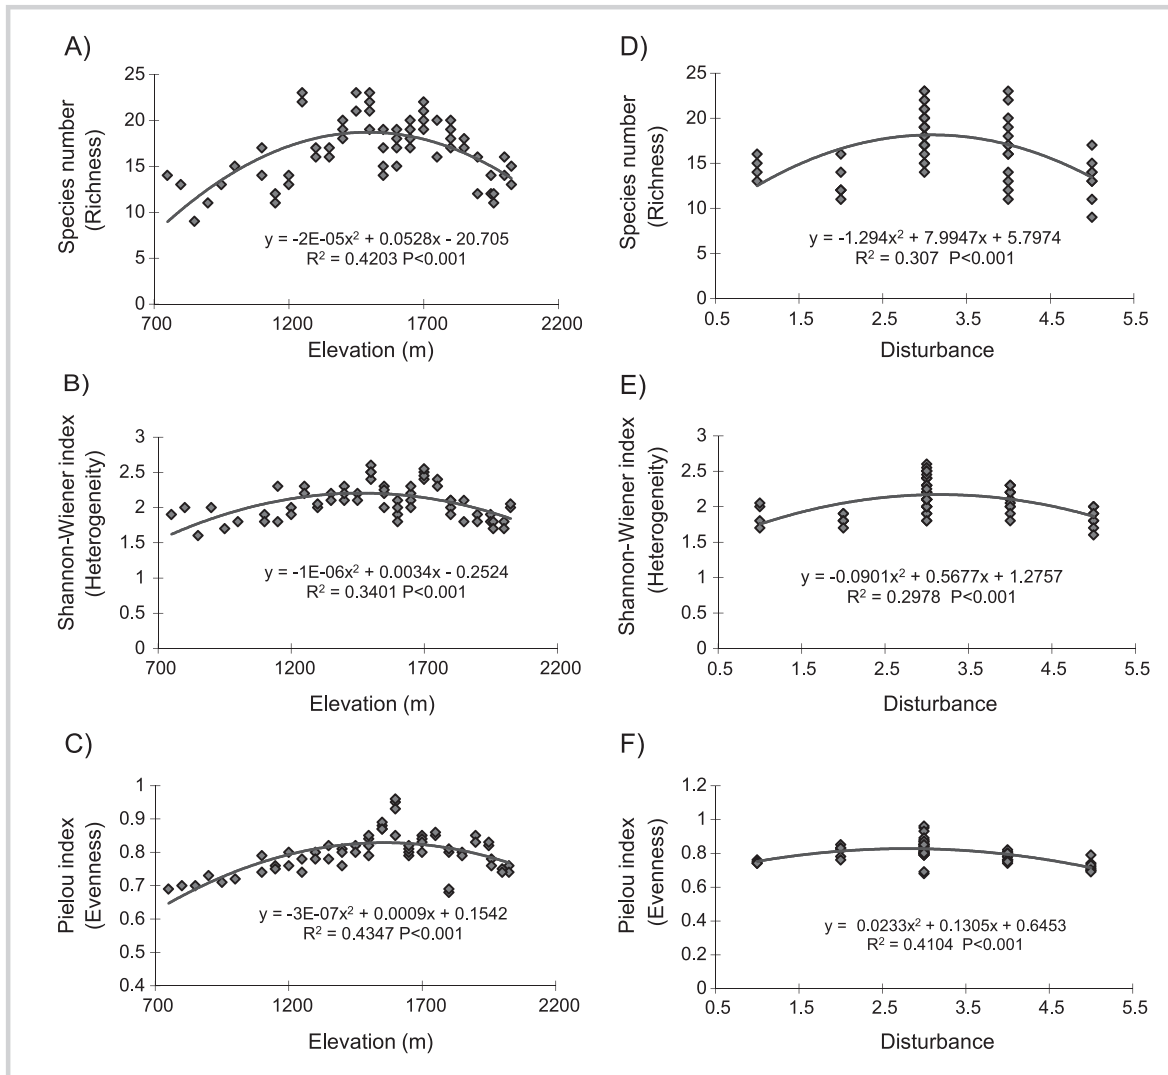 A)
Species number
(Richness)
25
20
15
10
5
0
y = -2E-05x² + 0.0528x - 20.705
R² = 0.4203 P<0.001
700
1200
1700
2200
Elevation (m)
B)
Shannon-Wiener index
(Heterogeneity)
3
2.5
2
1.5
1
0.5
0
y = -1E-06x² + 0.0034x - 0.2524
R² = 0.3401 P<0.001
700
1200
1700
2200
Elevation (m)
C)
Pielou index
(Evenness)
1
0.9
0.8
0.7
0.6
0.5
0.4
y = -3E-07x² + 0.0009x + 0.1542
R² = 0.4347 P<0.001
700
1200
1700
2200
Elevation (m)
D)
Species number
(Richness)
25
20
15
10
5
0
y = -1.294x² + 7.9947x + 5.7974
R² = 0.307 P<0.001
0.5
1.5
2.5
3.5
4.5
5.5
Disturbance
E)
Shannon-Wiener index
(Heterogeneity)
3
2.5
2
1.5
1
0.5
0
y = -0.0901x² + 0.5677x + 1.2757
R² = 0.2978 P<0.001
0.5
1.5
2.5
3.5
4.5
5.5
Disturbance
F)
Pielou index
(Evenness)
1.2
1
0.8
0.6
0.4
0.2
0
y = 0.0233x² + 0.1305x + 0.6453
R² = 0.4104 P<0.001
0.5
1.5
2.5
3.5
4.5
5.5
Disturbance